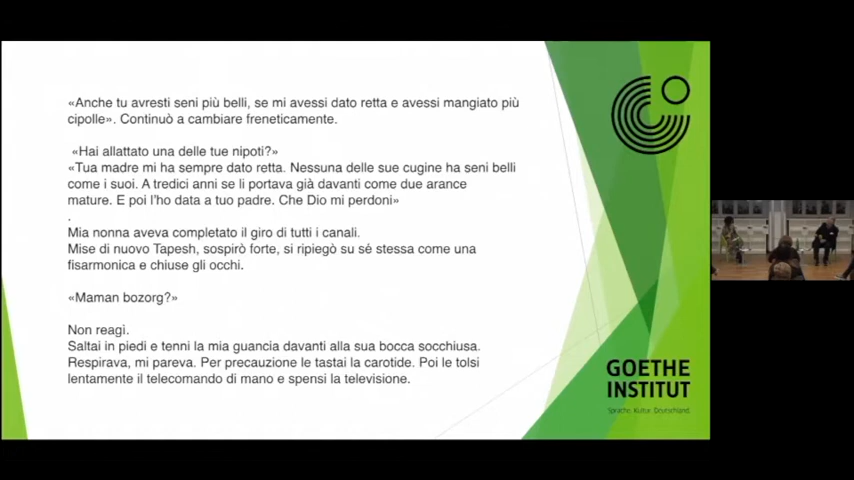 «Anche tu avresti seni più belli, se mi avessi dato retta e avessi mangiato più
cipolle». Continuò a cambiare freneticamente.
«Hai allattato una delle tue nipoti?»
«Tua madre mi ha sempre dato retta. Nessuna delle sue cugine ha seni belli
come i suoi. A tredici anni se li portava già davanti come due arance
mature. E poi l'ho data a tuo padre. Che Dio mi perdoni»
.
Mia nonna aveva completato il giro di tutti i canali.
Mise di nuovo Tapesh, sospirò forte, si ripiegò su sé stessa come una
fisarmonica e chiuse gli occhi.
«Maman bozorg?»
Non reagì.
Saltai in piedi e tenni la mia guancia davanti alla sua bocca socchiusa.
Respirava, mi pareva. Per precauzione le tastai la carotide. Poi le tolsi
lentamente il telecomando di mano e spensi la televisione.
GOETHE
INSTITUT
Sprache. Kultur. Deutschland.